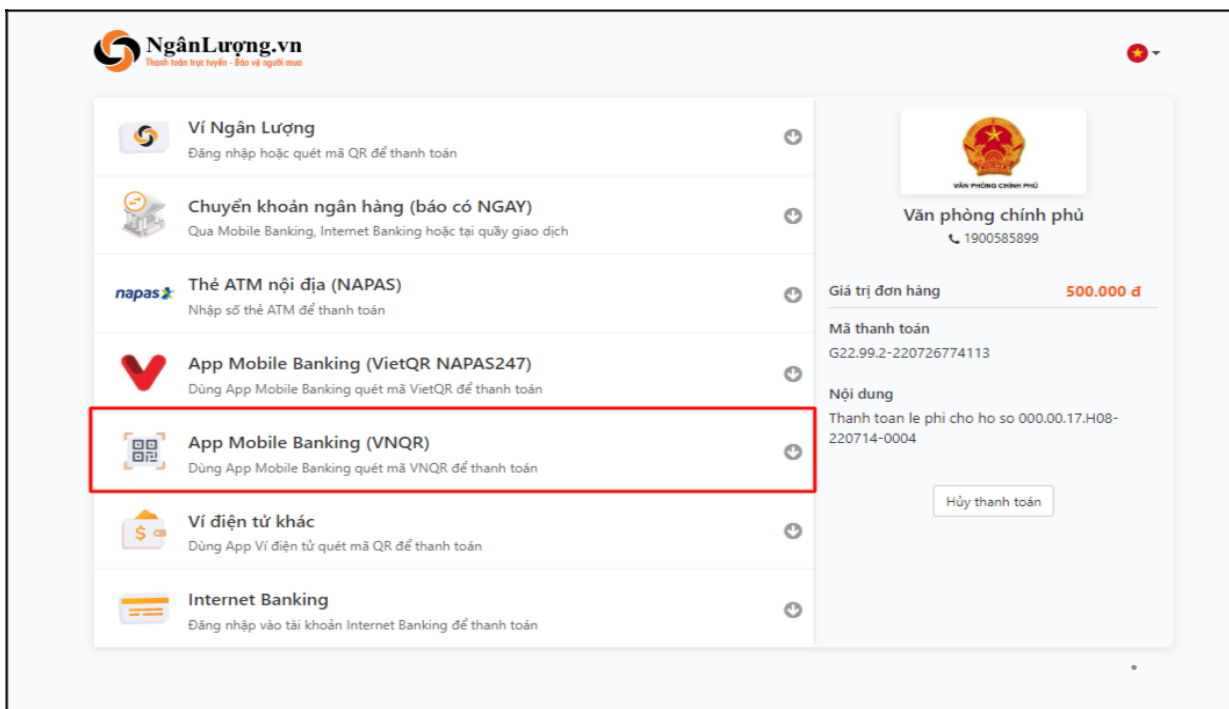 NgânLượng.vn
Thanh toán trực tuyến - Bảo vệ người mua
Ví Ngân Lượng
Đăng nhập hoặc quét mã QR để thanh toán
Chuyển khoản ngân hàng (báo có NGAY)
Qua Mobile Banking, Internet Banking hoặc tại quầy giao dịch
napas
Thẻ ATM nội địa (NAPAS)
Nhập số thẻ ATM để thanh toán
App Mobile Banking (VietQR NAPAS247)
Dùng App Mobile Banking quét mã VietQR để thanh toán
App Mobile Banking (VNQR)
Dùng App Mobile Banking quét mã VNQR để thanh toán
Ví điện tử khác
Dùng App Ví điện tử quét mã QR để thanh toán
Internet Banking
Đăng nhập vào tài khoản Internet Banking để thanh toán
VĂN PHÒNG CHÍNH PHỦ
Văn phòng chính phủ
1900585899
Giá trị đơn hàng 500.000 đ
Mã thanh toán
G22.99.2-220726774113
Nội dung
Thanh toan le phi cho ho so 000.00.17.H08-
220714-0004
Hủy thanh toán